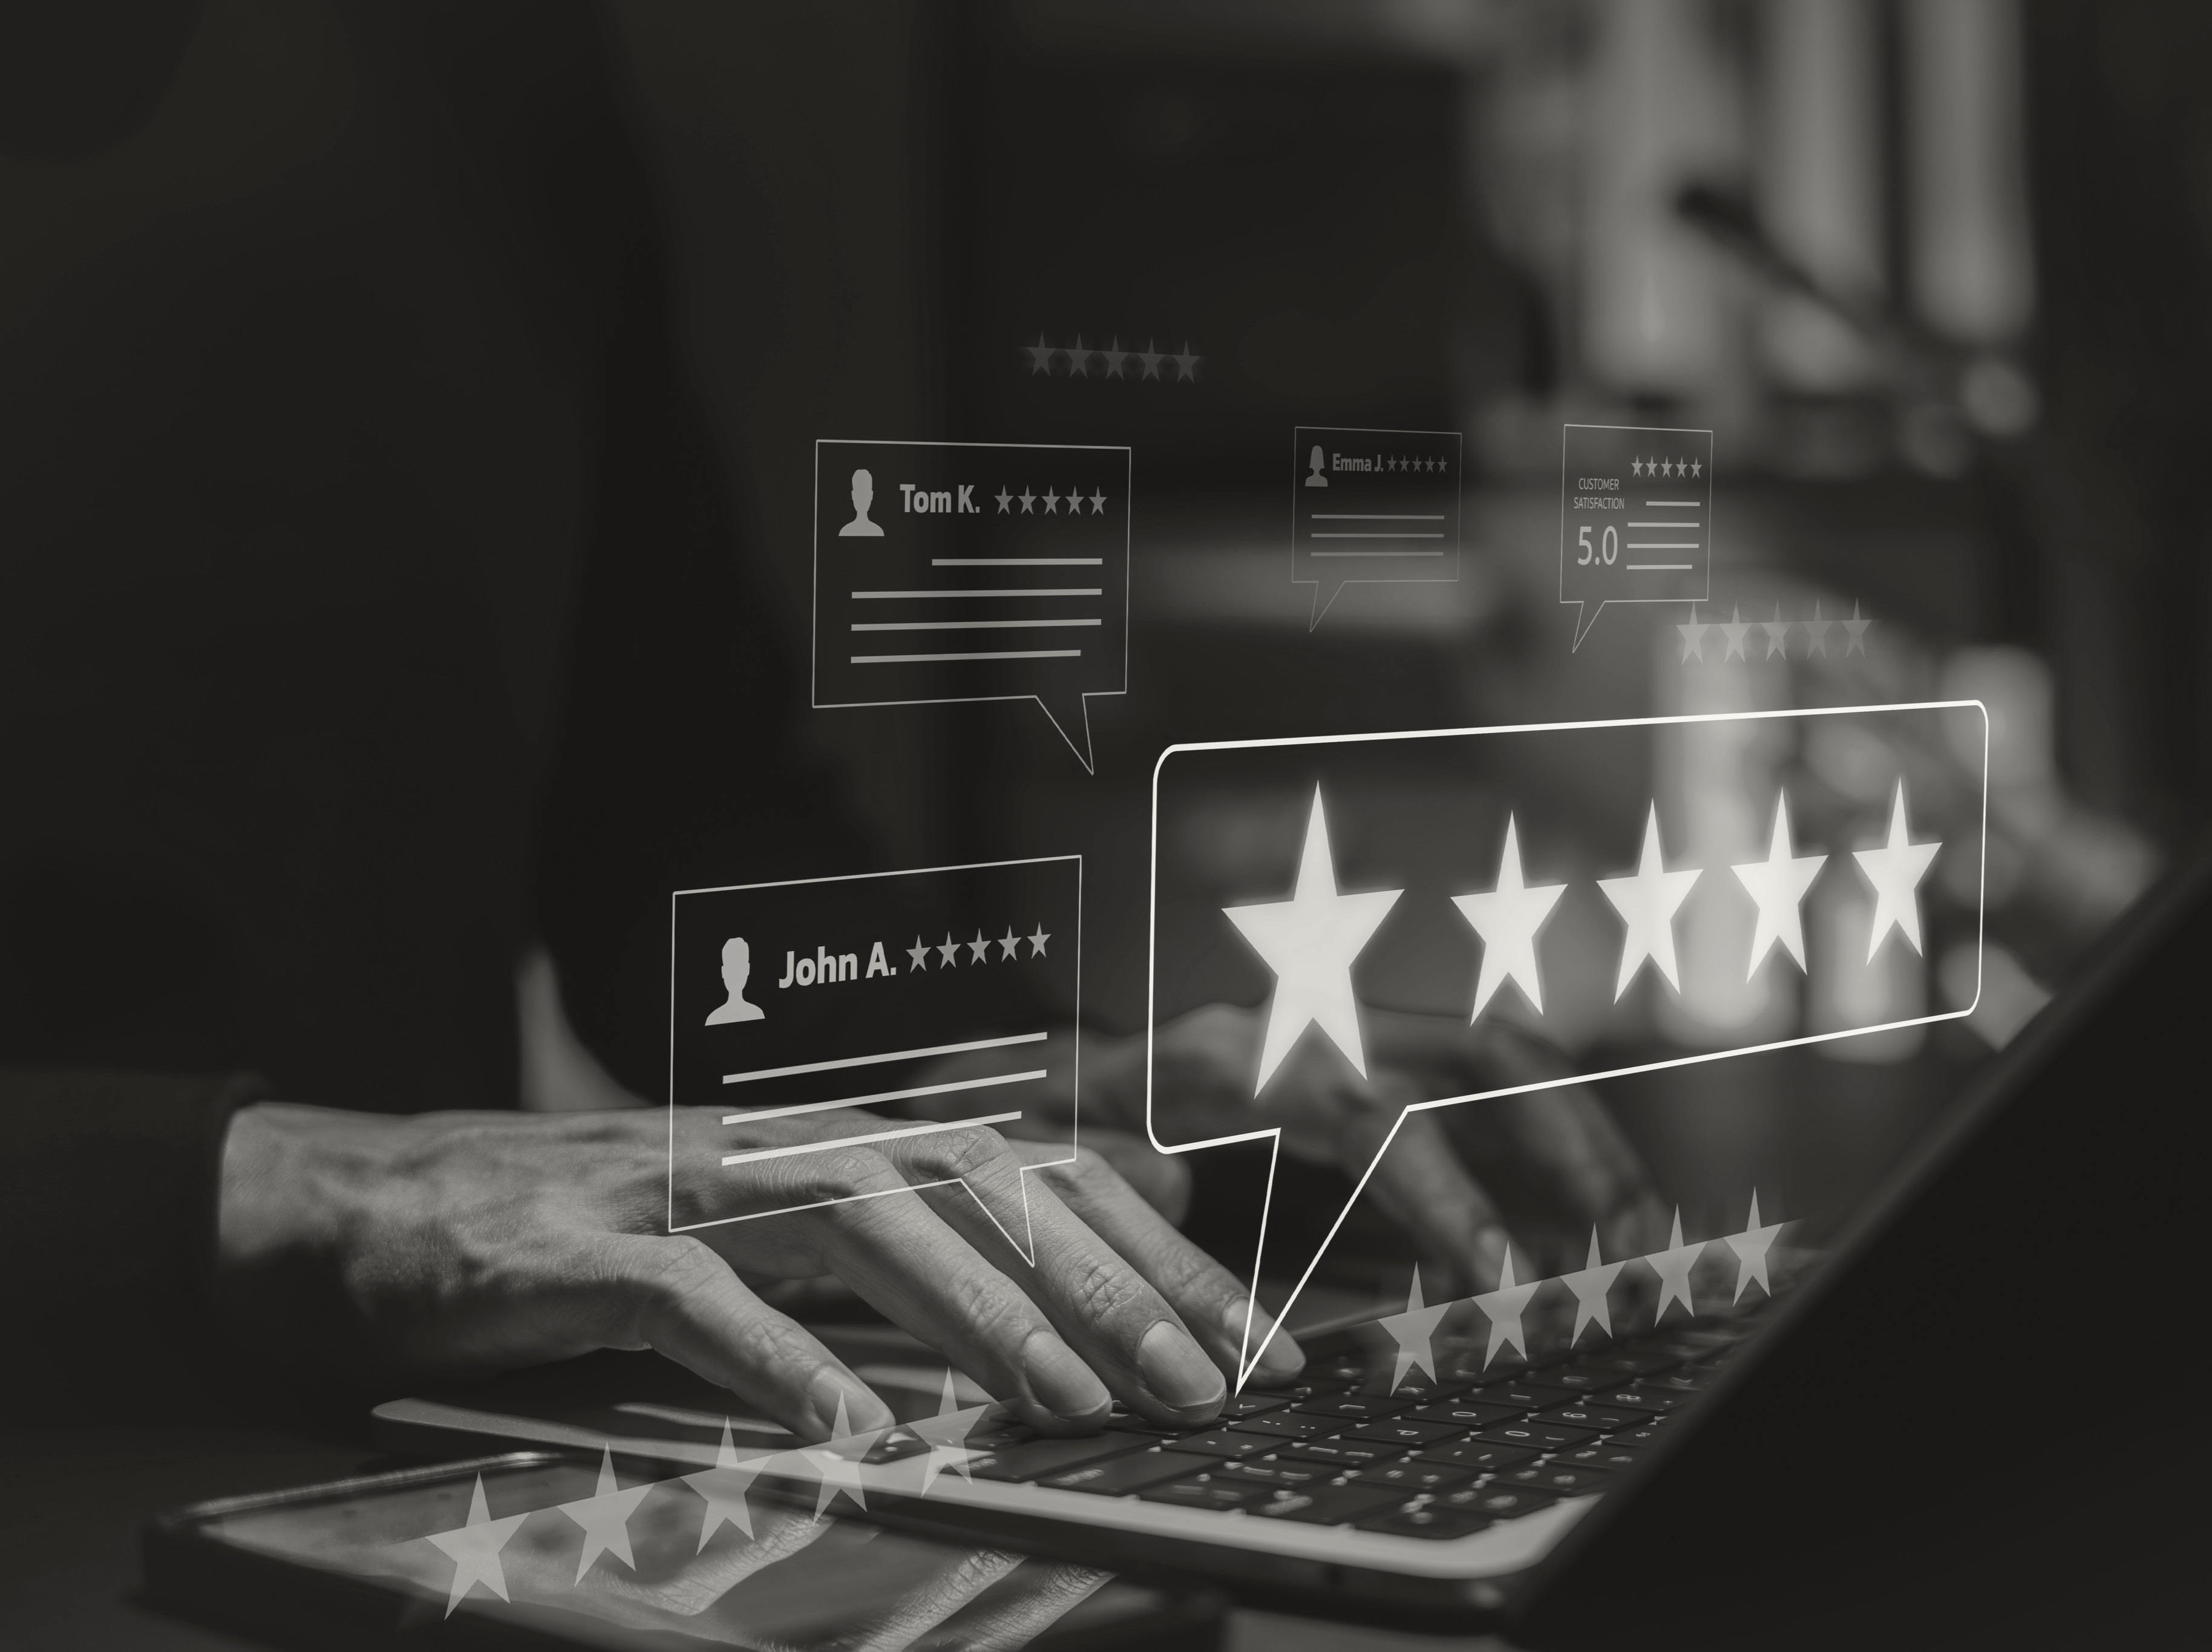 Tom K.
Emma J.
CUSTOMER
SATISFACTION
5.0
John A.